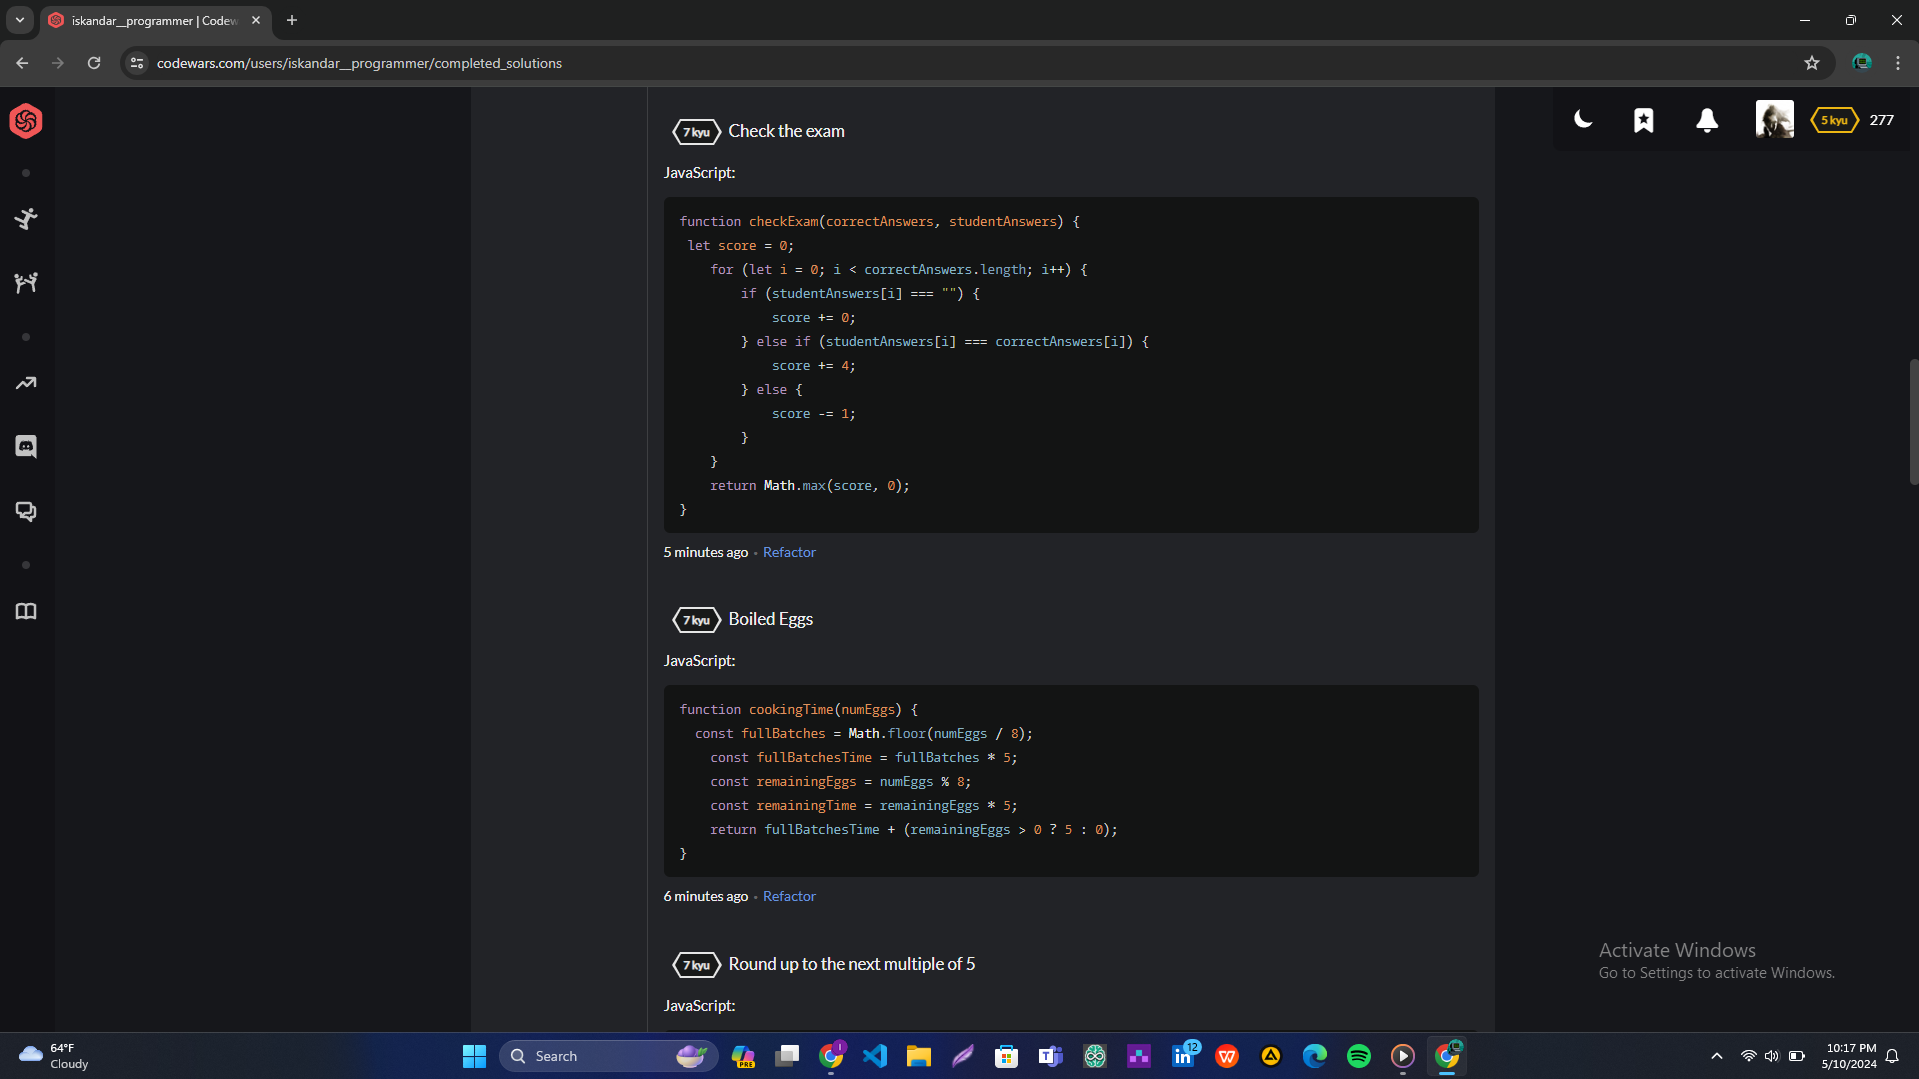 iskandar__programmer | Codew
codewars.com/users/iskandar__programmer/completed_solutions
5 kyu 277
7 kyu Check the exam
JavaScript:
function checkExam(correctAnswers, studentAnswers) {
 let score = 0;
    for (let i = 0; i < correctAnswers.length; i++) {
        if (studentAnswers[i] === "") {
            score += 0;
        } else if (studentAnswers[i] === correctAnswers[i]) {
            score += 4;
        } else {
            score -= 1;
        }
    }
    return Math.max(score, 0);
}
5 minutes ago • Refactor
7 kyu Boiled Eggs
JavaScript:
function cookingTime(numEggs) {
  const fullBatches = Math.floor(numEggs / 8);
    const fullBatchesTime = fullBatches * 5;
    const remainingEggs = numEggs % 8;
    const remainingTime = remainingEggs * 5;
    return fullBatchesTime + (remainingEggs > 0 ? 5 : 0);
}
6 minutes ago • Refactor
7 kyu Round up to the next multiple of 5
JavaScript:
Activate Windows
Go to Settings to activate Windows.
64°F
Cloudy
Search
PRE
12
10:17 PM
5/10/2024